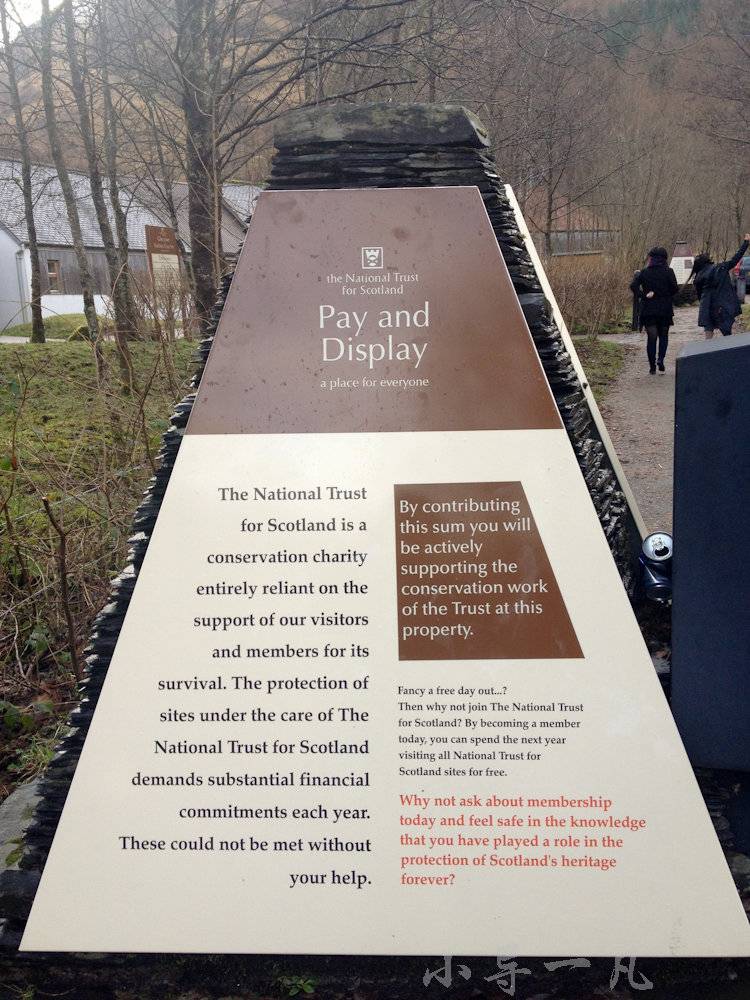 the National Trust
for Scotland
Pay and
Display
a place for everyone
The National Trust
for Scotland is a
conservation charity
entirely reliant on the
support of our visitors
and members for its
survival. The protection of
sites under the care of The
National Trust for Scotland
demands substantial financial
commitments each year.
These could not be met without
your help.
By contributing
this sum you will
be actively
supporting the
conservation work
of the Trust at this
property.
Fancy a free day out...?
Then why not join The National Trust
for Scotland? By becoming a member
today, you can spend the next year
visiting all National Trust for
Scotland sites for free.
Why not ask about membership
today and feel safe in the knowledge
that you have played a role in the
protection of Scotland's heritage
forever?
小导一凡